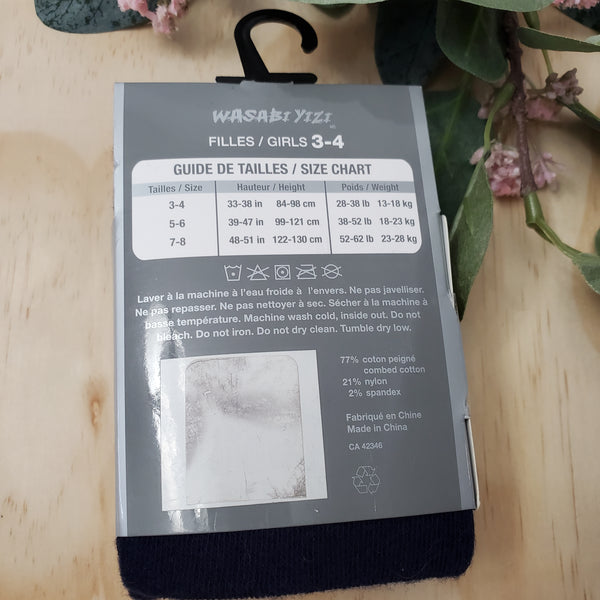 WASABI YIZI
FILLES / GIRLS 3-4
GUIDE DE TAILLES / SIZE CHART
Tailles / Size Hauteur / Height Poids / Weight
3-4 33-38 in 84-98 cm 28-38 lb 13-18 kg
5-6 39-47 in 99-121 cm 38-52 lb 18-23 kg
7-8 48-51 in 122-130 cm 52-62 lb 23-28 kg
Laver à la machine à l'eau froide à l'envers. Ne pas javelliser.
Ne pas repasser. Ne pas nettoyer à sec. Sécher à la machine à
basse température. Machine wash cold, inside out. Do not
bleach. Do not iron. Do not dry clean. Tumble dry low.
77% coton peigné
combed cotton
21% nylon
2% spandex
Fabriqué en Chine
Made in China
CA 42346